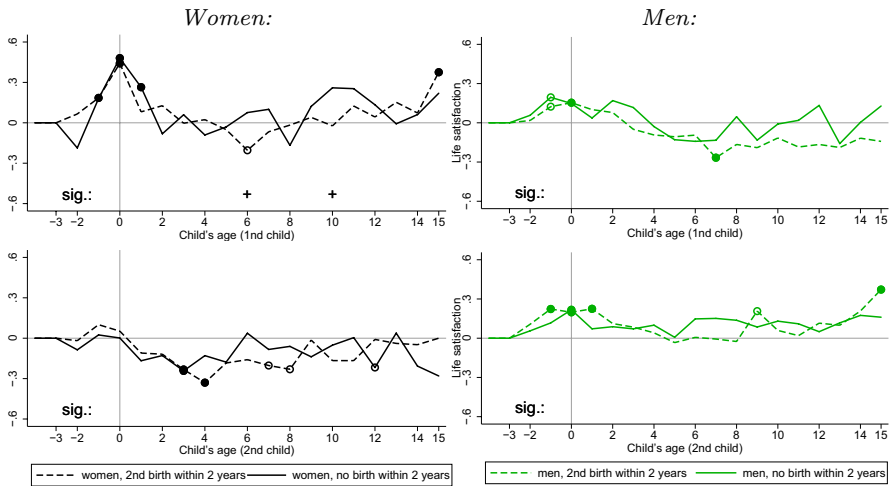 Women:
Men:
.6
.3
0
-.3
-.6
sig.:
+
+
-3 -2 0 2 4 6 8 10 12 14 15
Child's age (1nd child)
Life satisfaction
.6
.3
0
-.3
-.6
sig.:
-3 -2 0 2 4 6 8 10 12 14 15
Child's age (1nd child)
.6
.3
0
-.3
-.6
sig.:
-3 -2 0 2 4 6 8 10 12 14 15
Child's age (2nd child)
Life satisfaction
.6
.3
0
-.3
-.6
sig.:
-3 -2 0 2 4 6 8 10 12 14 15
Child's age (2nd child)
women, 2nd birth within 2 years women, no birth within 2 years
men, 2nd birth within 2 years men, no birth within 2 years